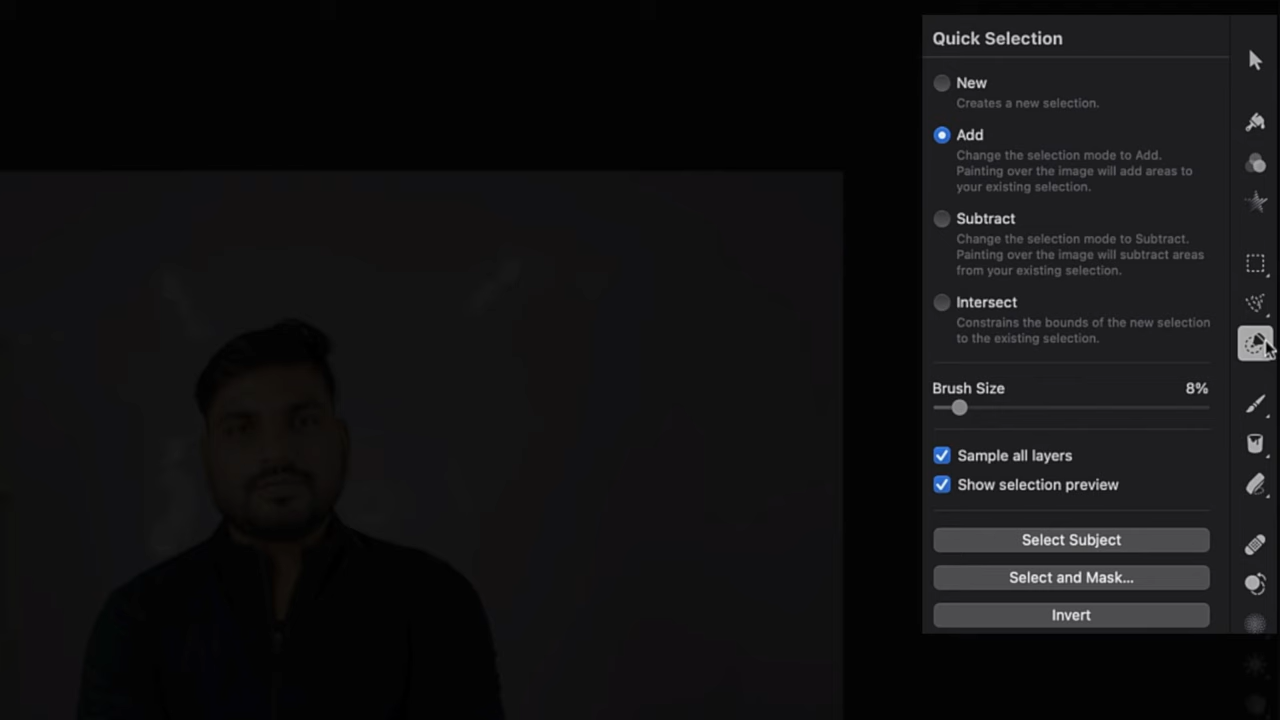 Quick Selection
New
Creates a new selection.
Add
Change the selection mode to Add.
Painting over the image will add areas to
your existing selection.
Subtract
Change the selection mode to Subtract.
Painting over the image will subtract areas
from your existing selection.
Intersect
Constrains the bounds of the new selection
to the existing selection.
Brush Size 8%
Sample all layers
Show selection preview
Select Subject
Select and Mask...
Invert